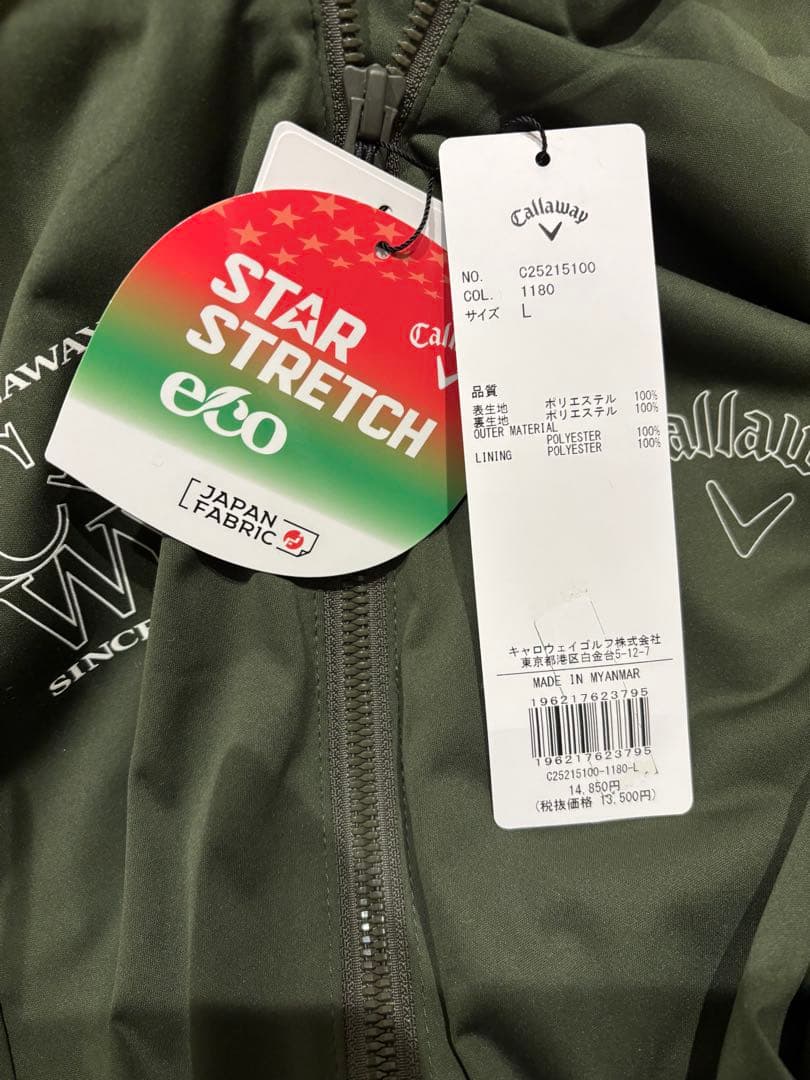 STAR
STRETCH
eco
JAPAN
FABRIC
Callaway
NO. C25215100
COL. 1180
サイズ L
品質
表生地 ポリエステル 100%
裏生地 ポリエステル 100%
OUTER MATERIAL
POLYESTER 100%
LINING POLYESTER 100%
キャロウェイゴルフ株式会社
東京都港区白金台5-12-7
MADE IN MYANMAR
196217623795
196217623795
C25215100-1180-L
14,850円
(税抜価格 13,500円)
Cal
allaw
AWAY
W
SINCE